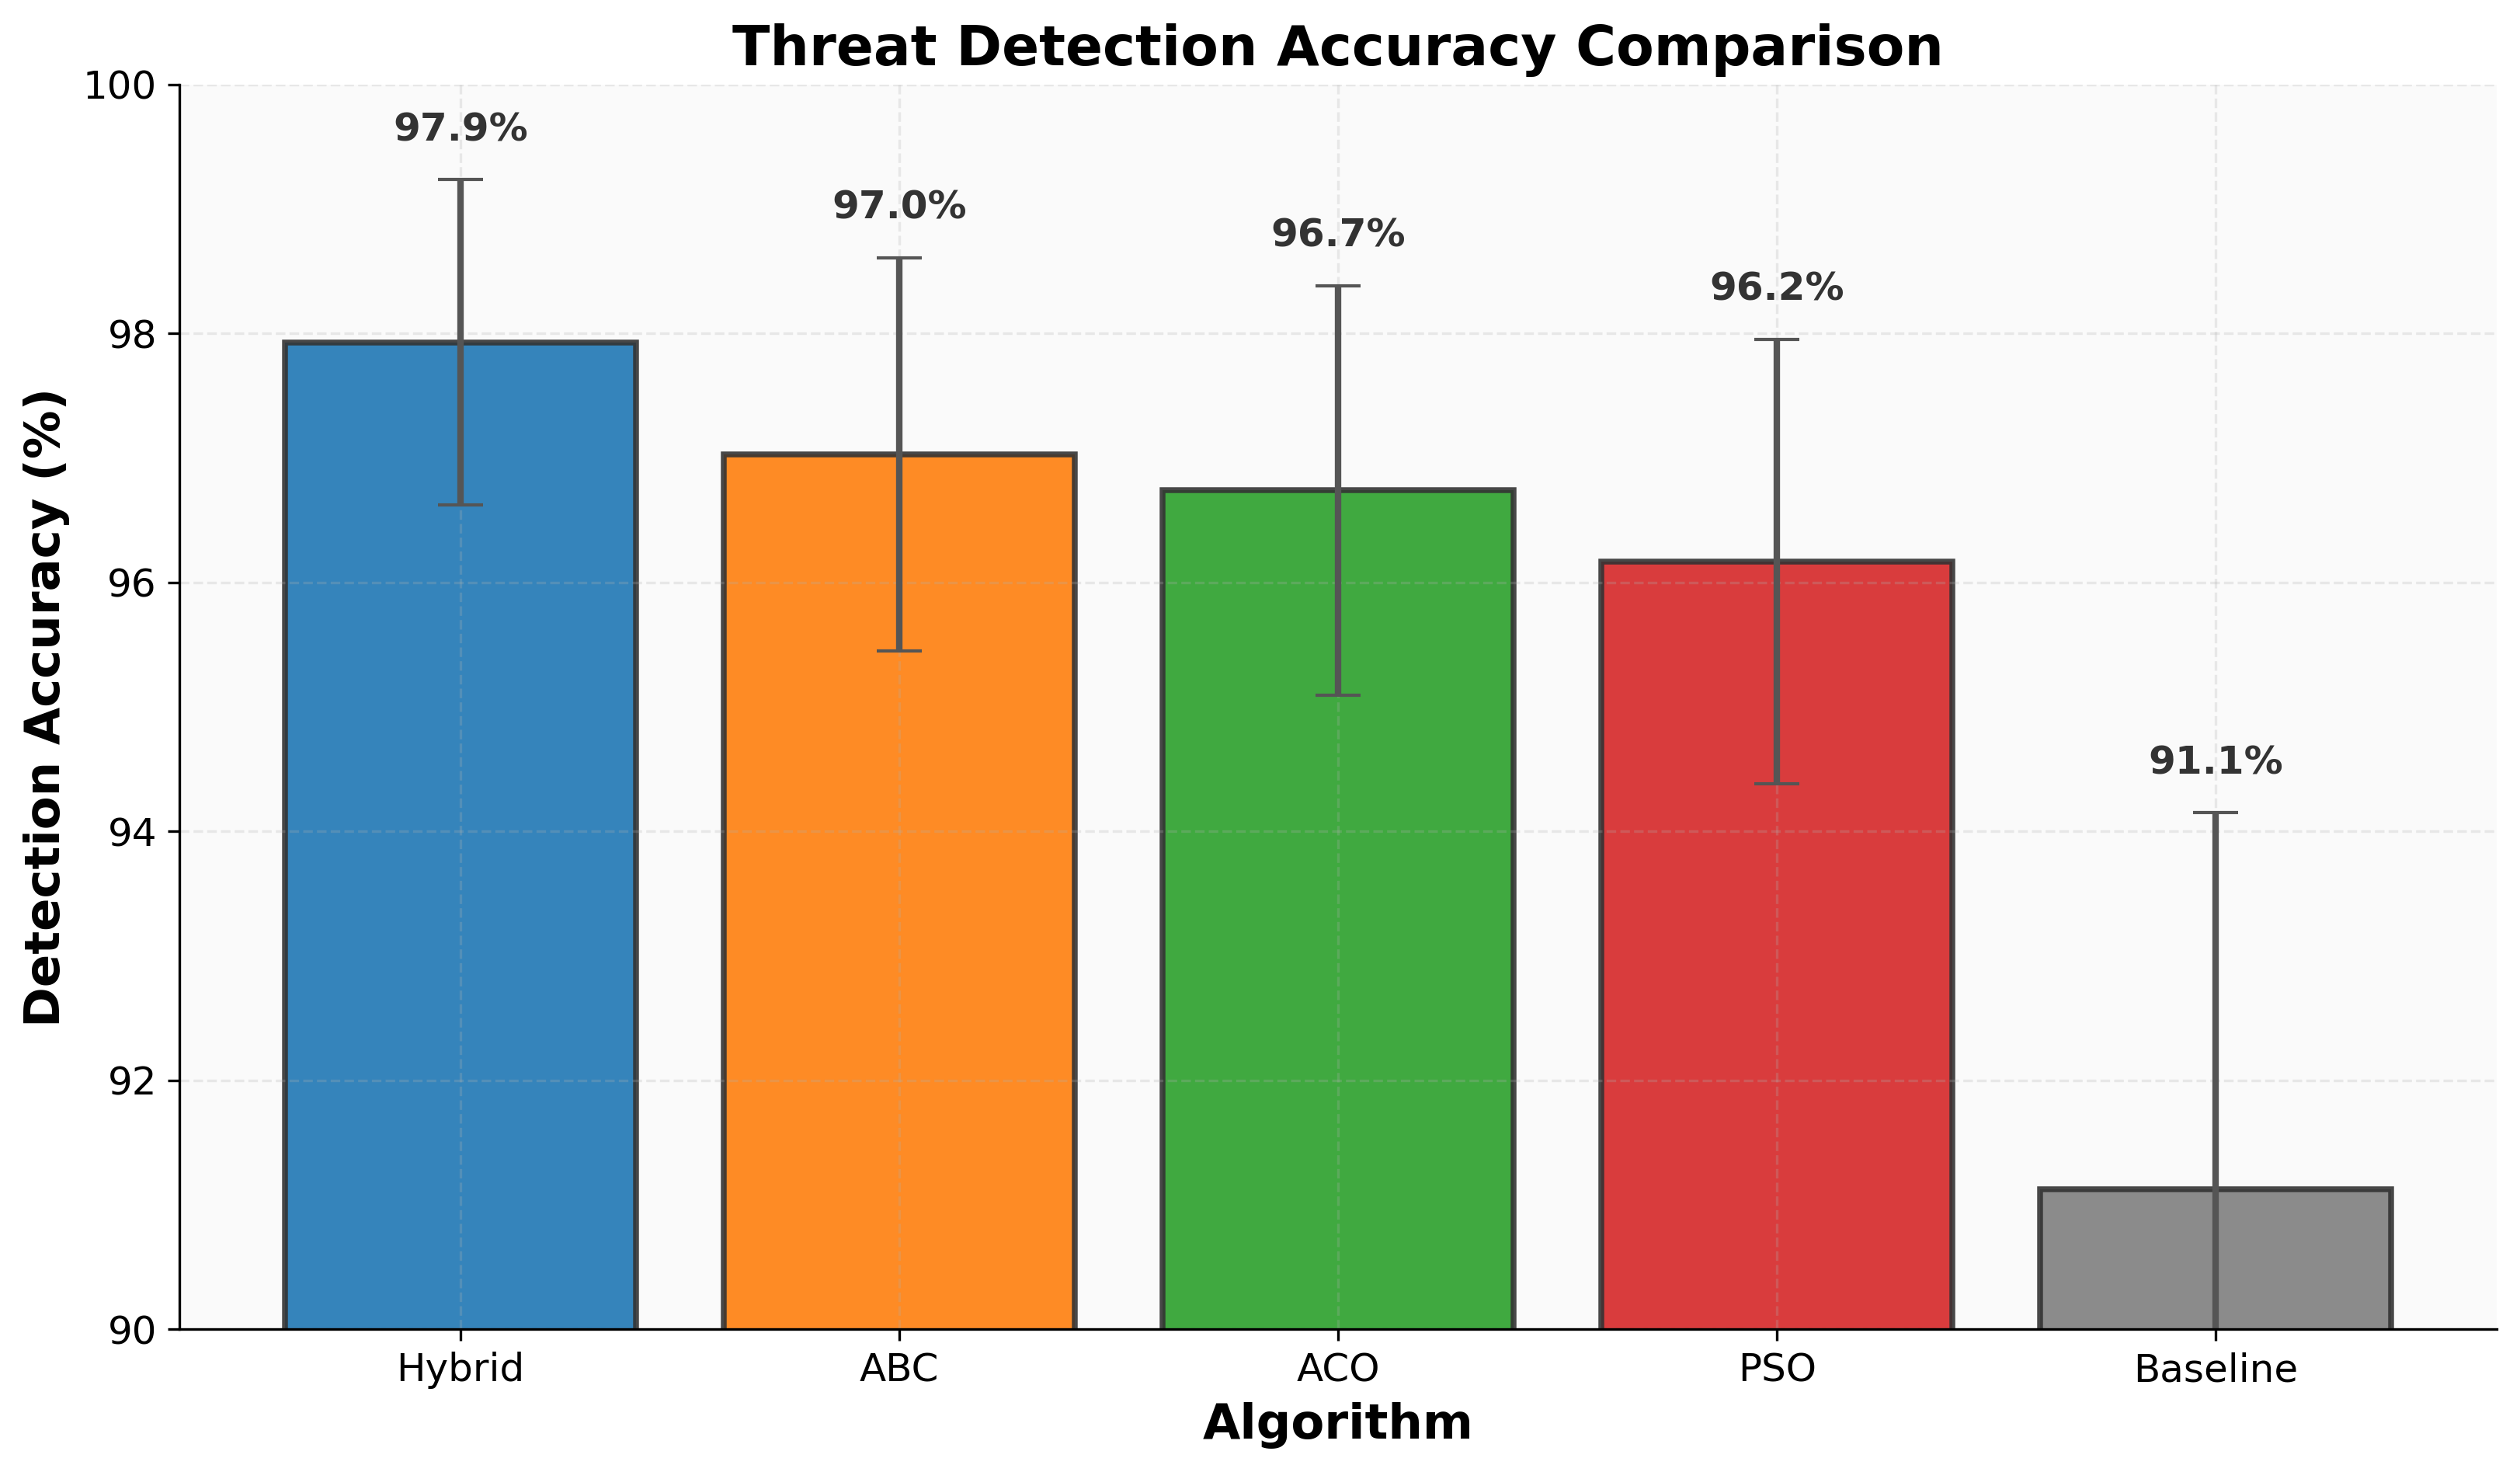 Threat Detection Accuracy Comparison
100
98
96
94
92
90
Detection Accuracy (%)
97.9%
97.0%
96.7%
96.2%
91.1%
Hybrid
ABC
ACO
PSO
Baseline
Algorithm